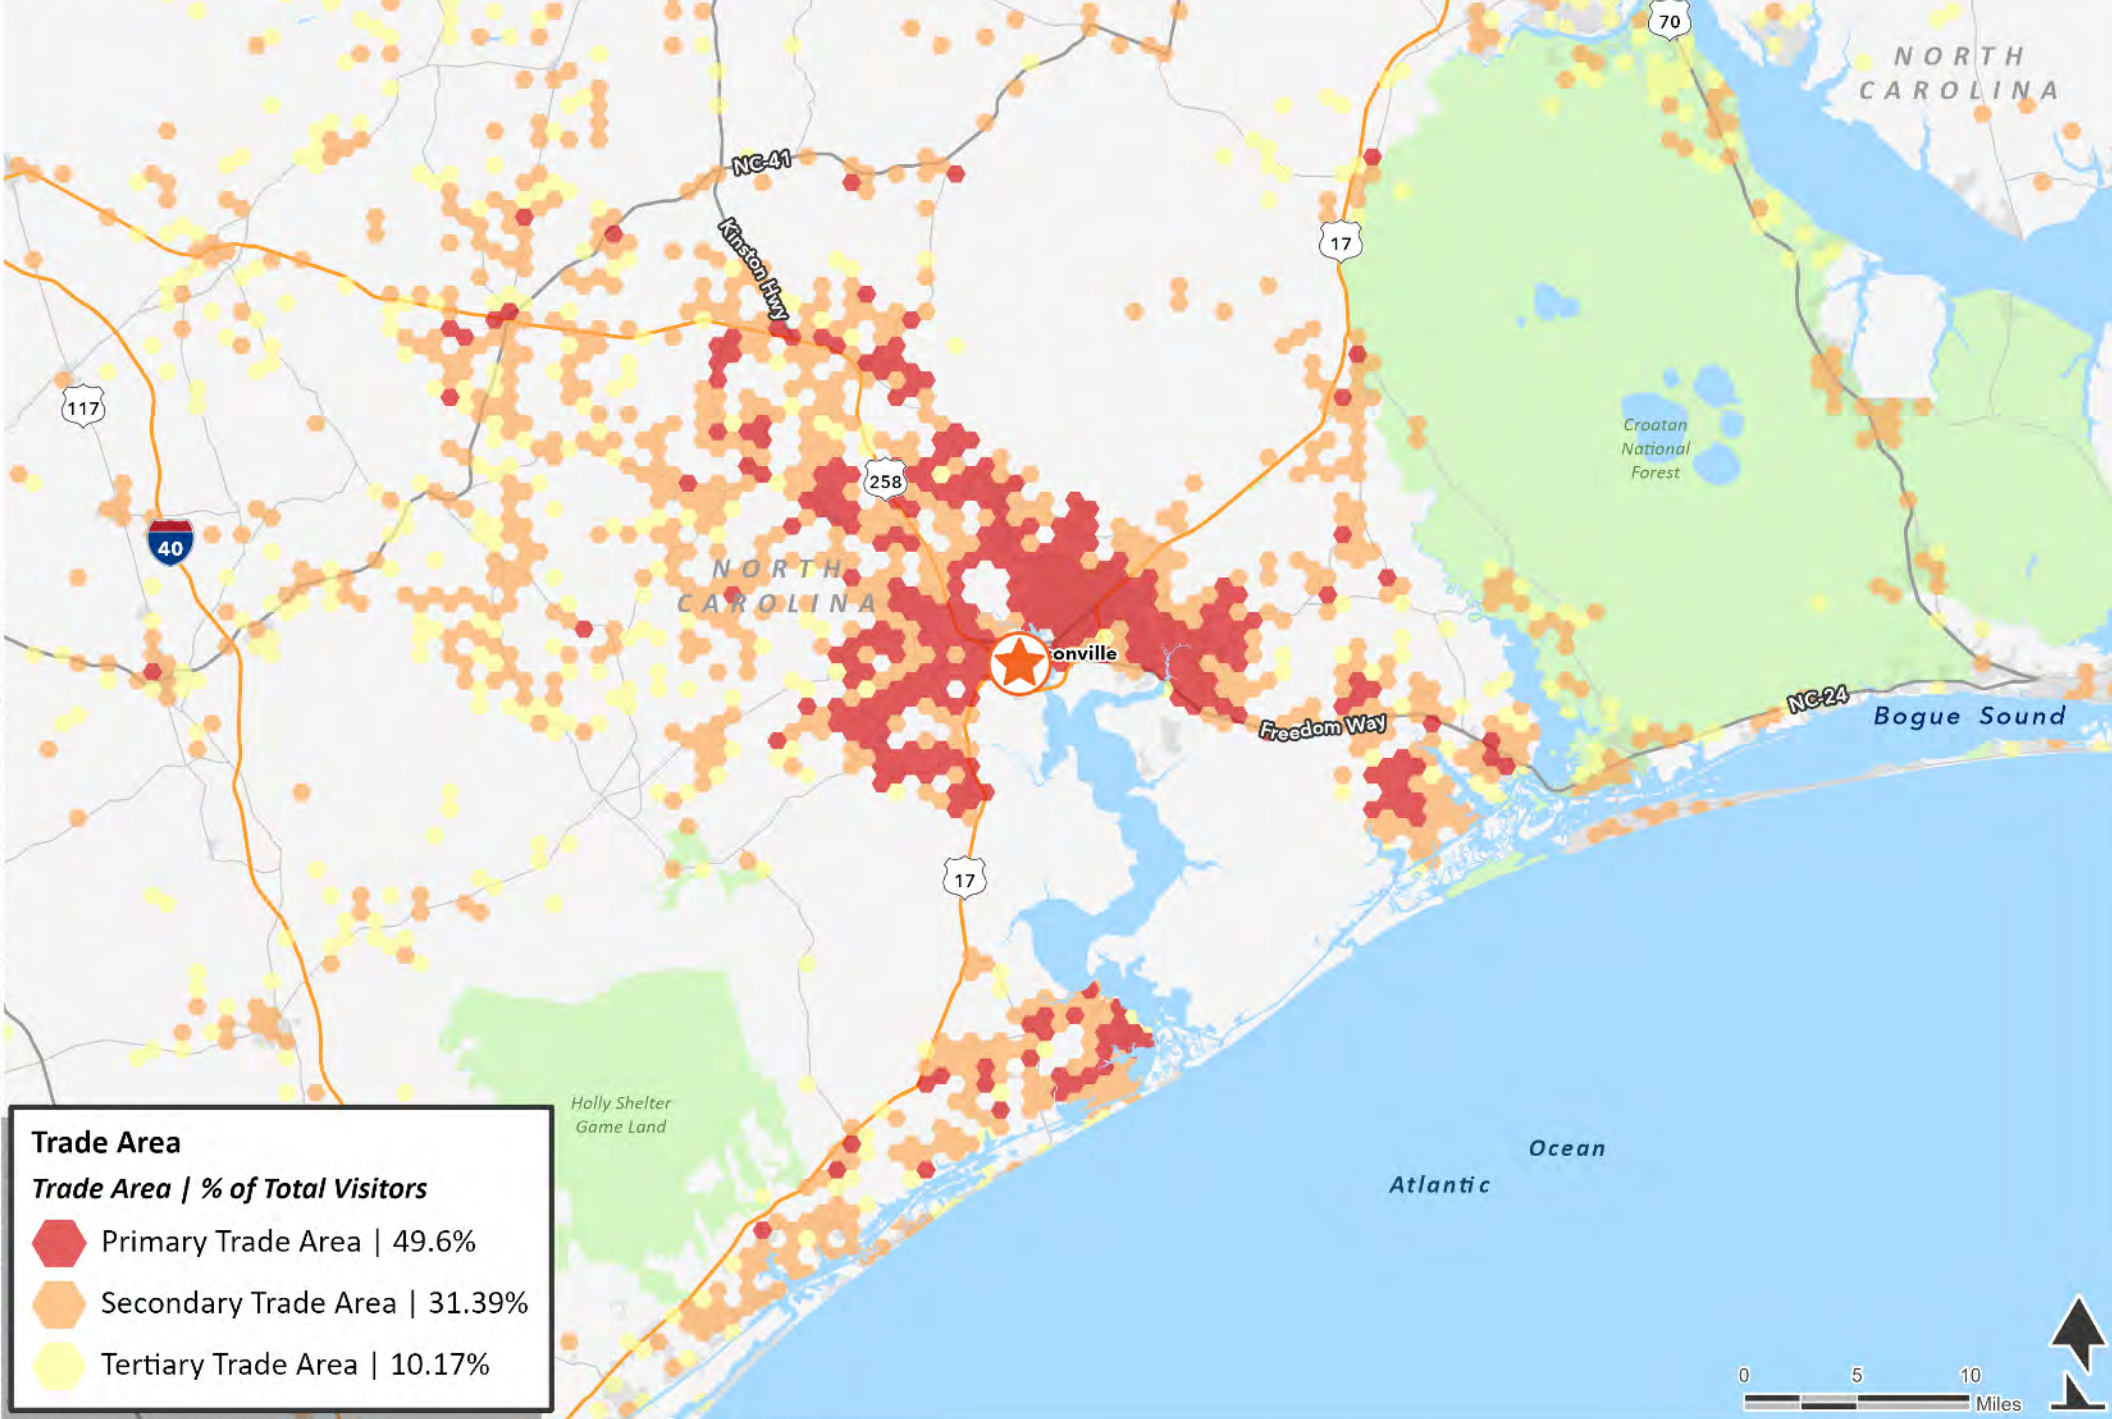 70
NORTH
CAROLINA
NC-41
Kinston Hwy
17
117
Croatan
National
Forest
258
40
NORTH
CAROLINA
onville
NC-24
Bogue Sound
Freedom Way
17
Holly Shelter
Game Land
Ocean
Atlantic
Trade Area
Trade Area | % of Total Visitors
Primary Trade Area | 49.6%
Secondary Trade Area | 31.39%
Tertiary Trade Area | 10.17%
0 5 10
Miles